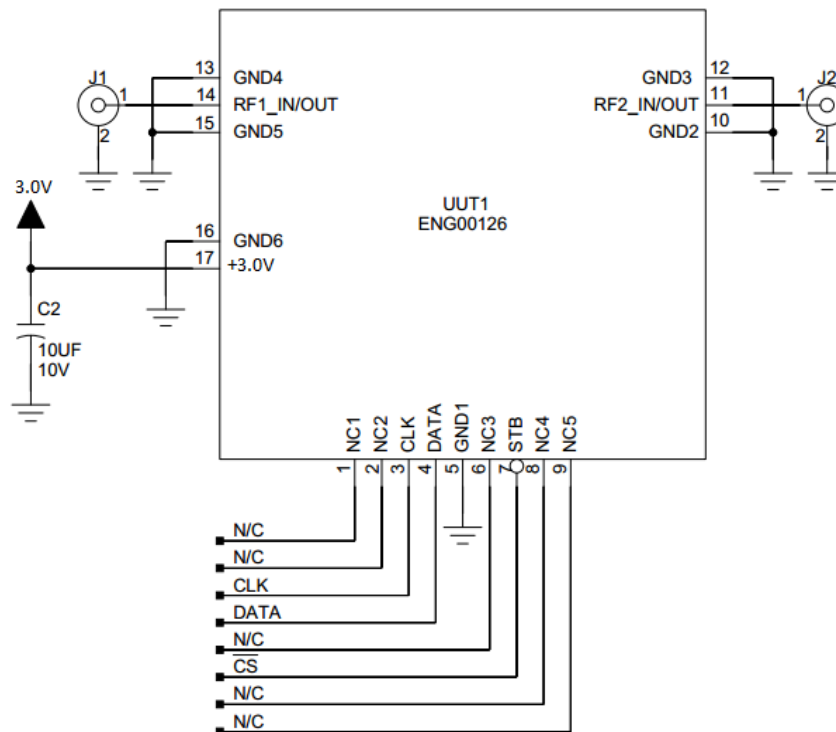 J1
1
2
13 GND4
14 RF1_IN/OUT
15 GND5
GND3 12
RF2_IN/OUT 11
GND2 10
J2
1
2
3.0V
UUT1
ENG00126
16 GND6
17 +3.0V
C2
10UF
10V
NC1
NC2
CLK
DATA
GND1
NC3
STB
NC4
NC5
1
2
3
4
5
6
7
8
9
N/C
N/C
CLK
DATA
N/C
C̅S̅
N/C
N/C